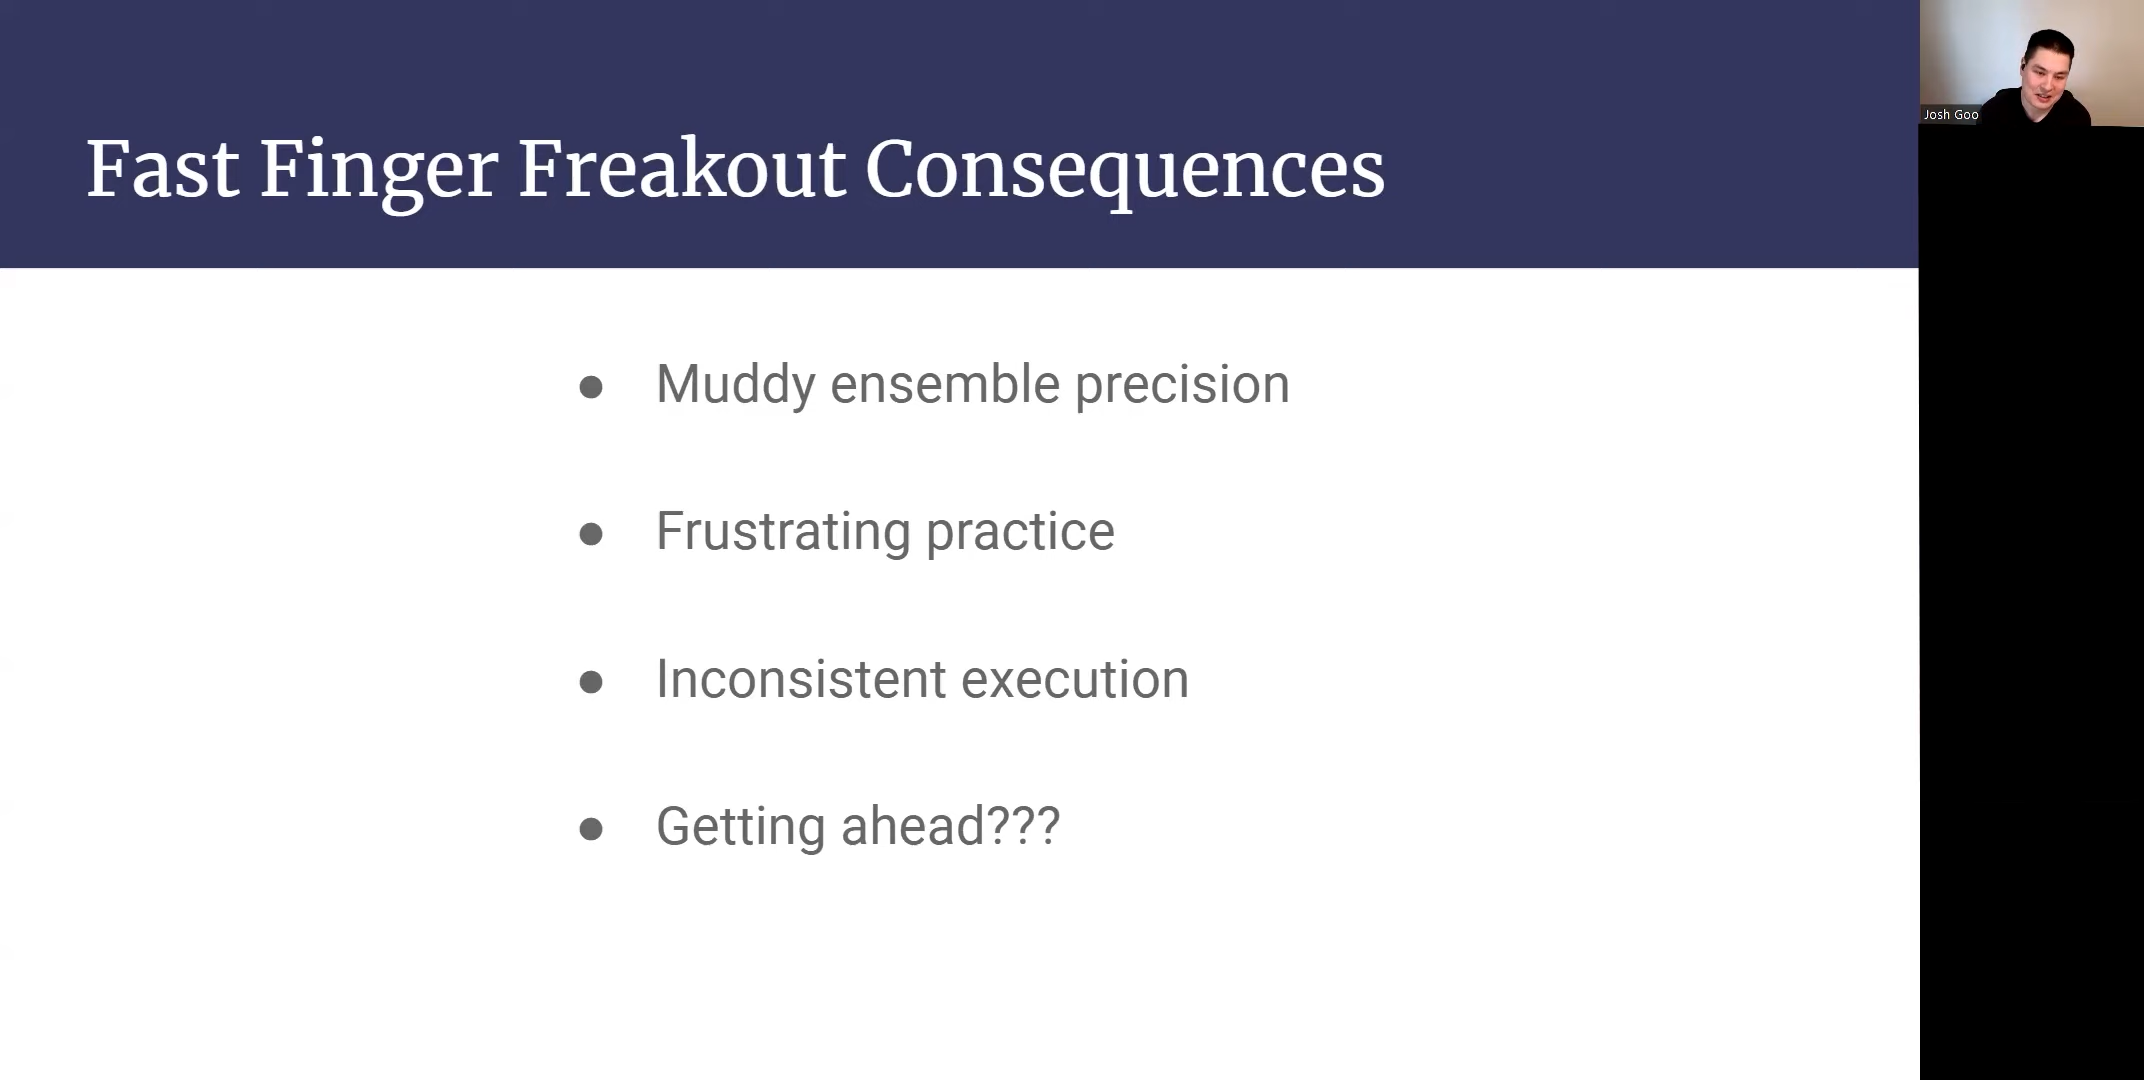 Fast Finger Freakout Consequences
Josh Goo
● Muddy ensemble precision
● Frustrating practice
● Inconsistent execution
● Getting ahead???